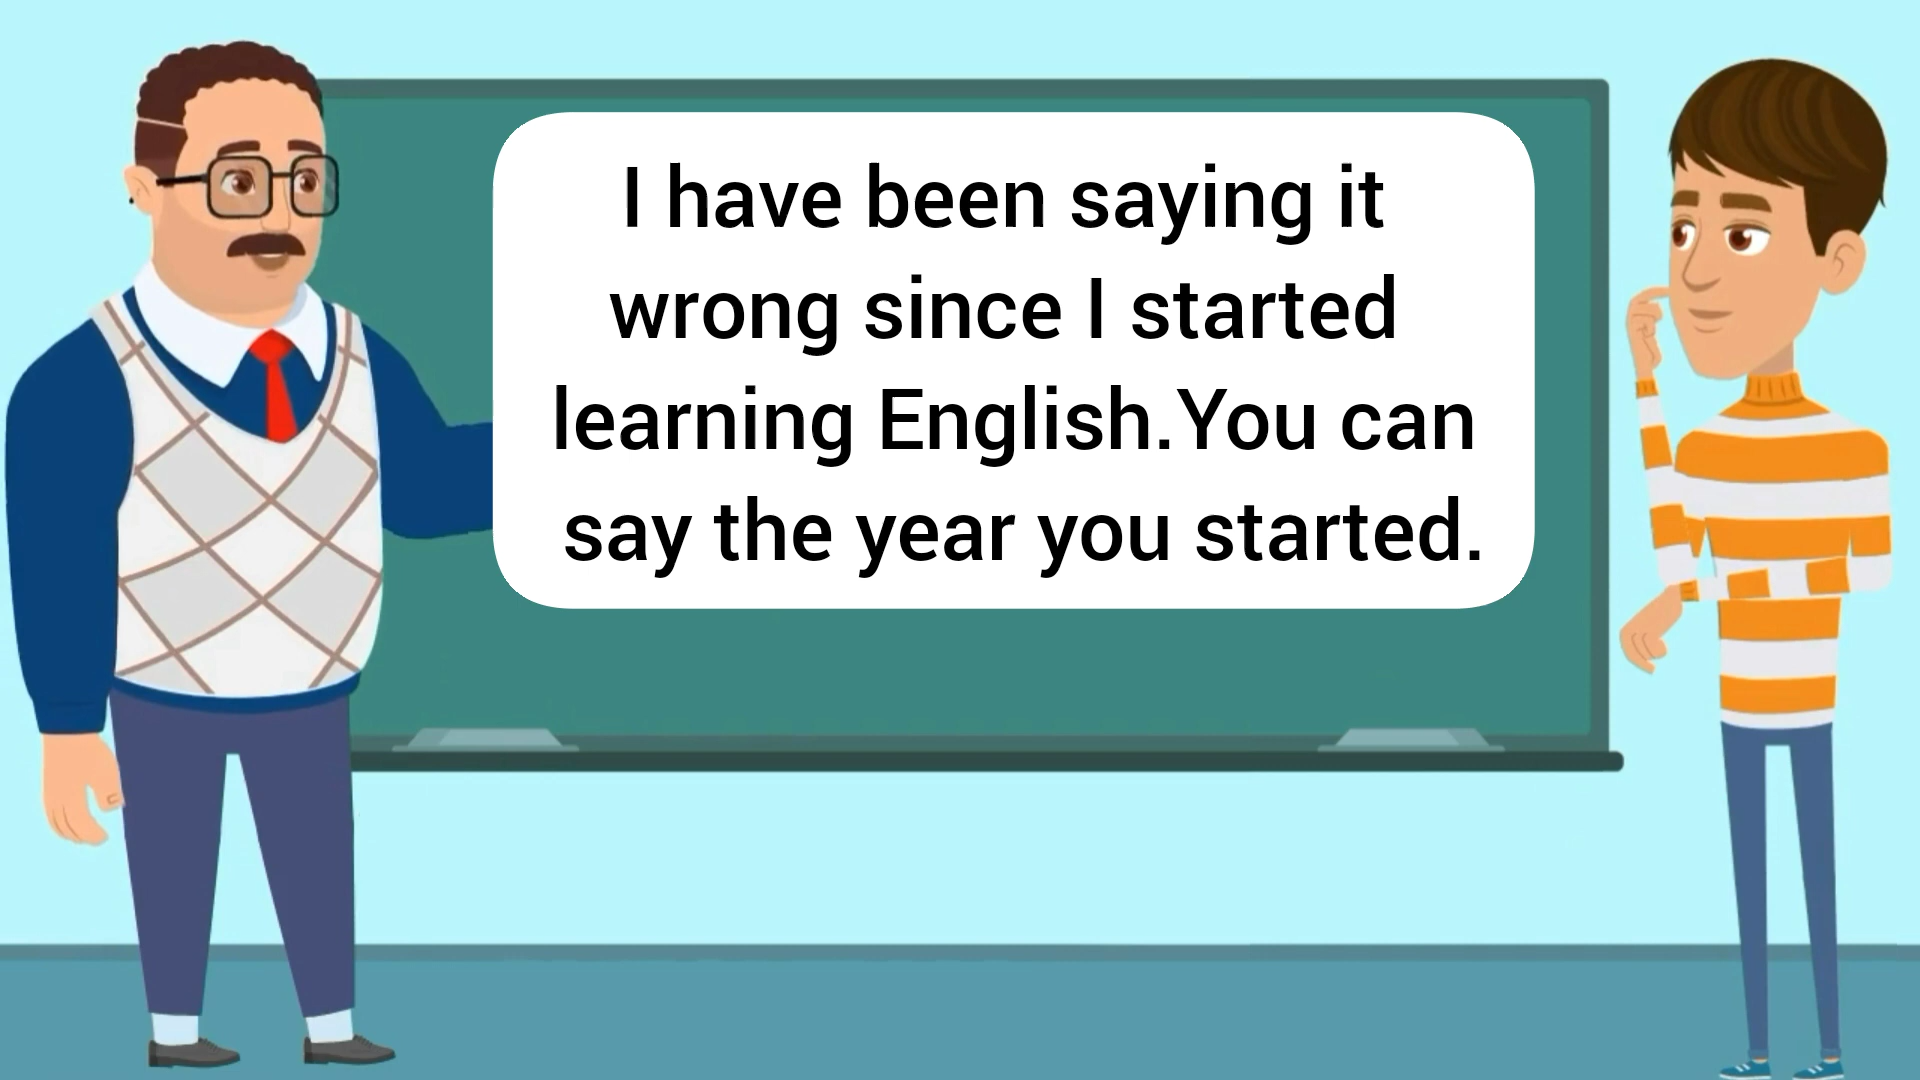 I have been saying it
wrong since I started
learning English.You can
say the year you started.